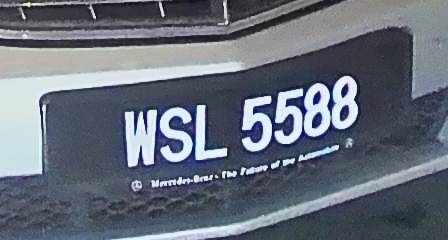 WSL 5588
Mercedes-Benz - The Future of the Automobile